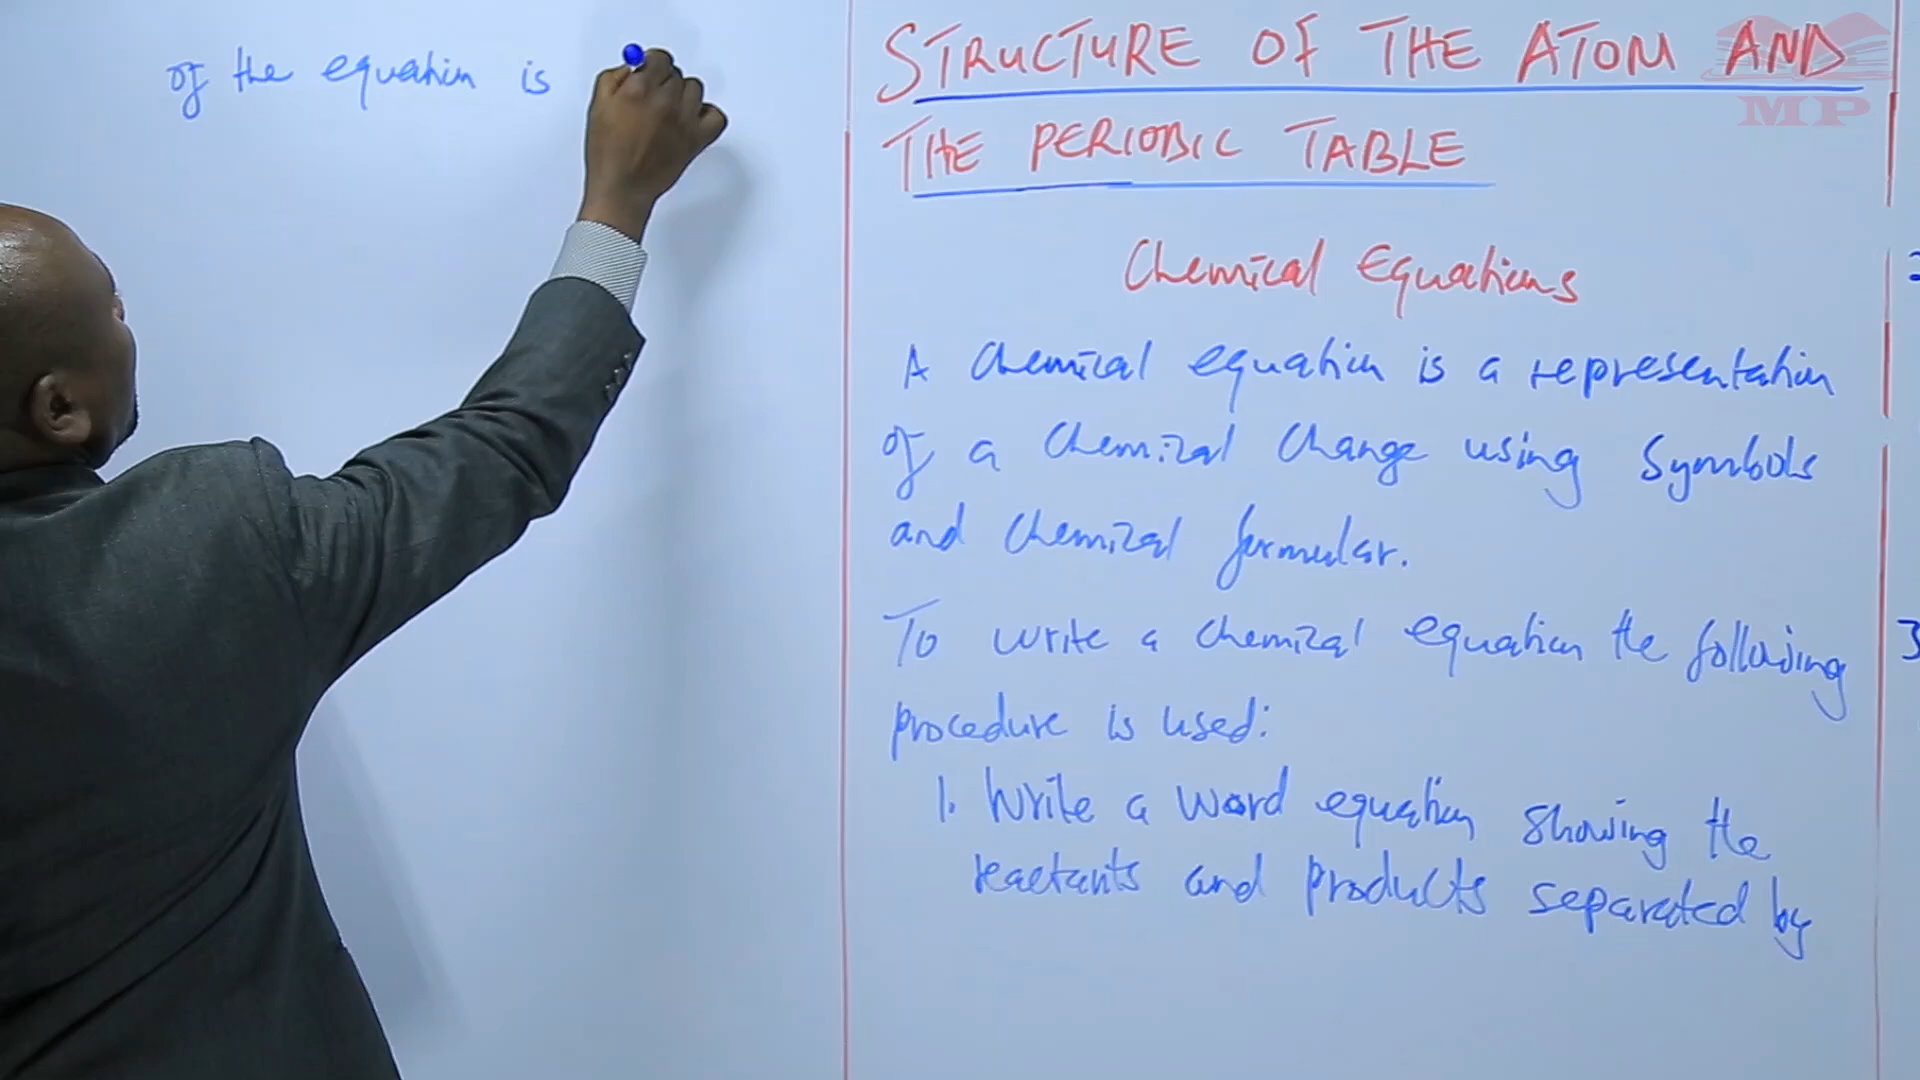 of the equation is
STRUCTURE OF THE ATOM AND
THE PERIODIC TABLE
Chemical Equations
A chemical equation is a representation
of a chemical change using symbols
and chemical formular.
To write a chemical equation the following
procedure is used:
1. Write a word equation showing the
reactants and products separated by
MP
3